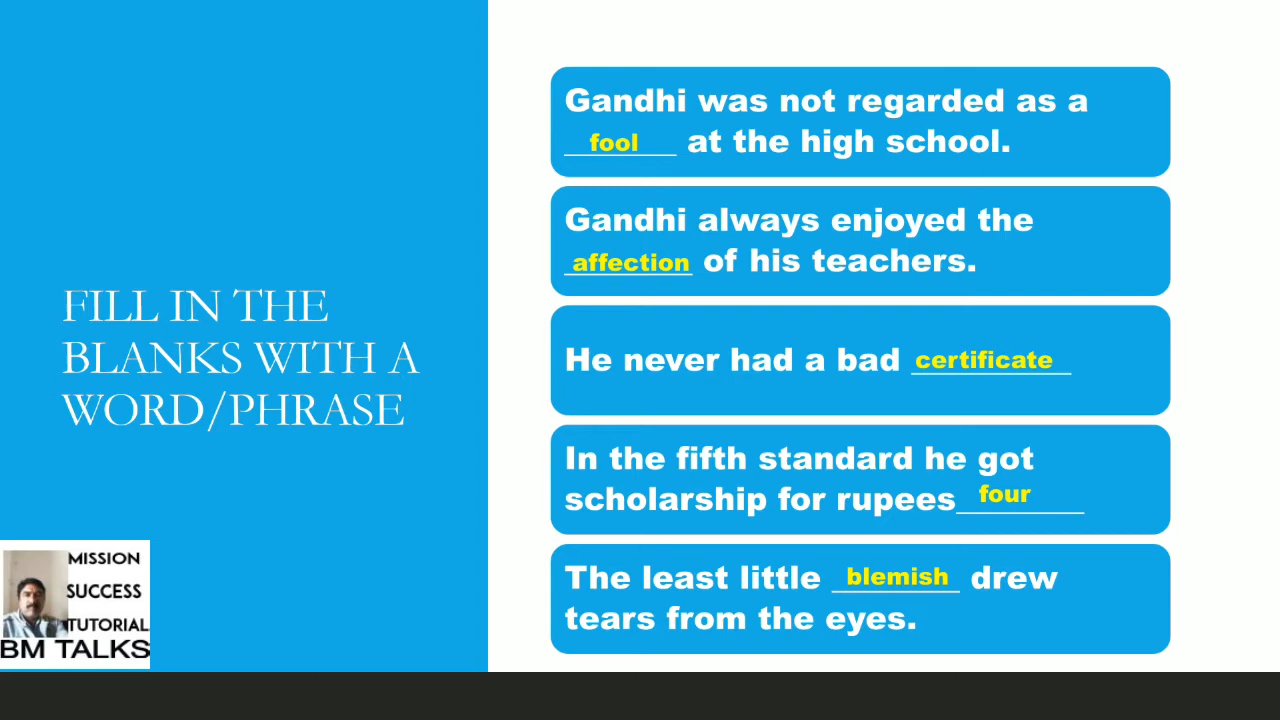 FILL IN THE
BLANKS WITH A
WORD/PHRASE
Gandhi was not regarded as a
fool at the high school.
Gandhi always enjoyed the
affection of his teachers.
He never had a bad certificate
In the fifth standard he got
scholarship for rupees four
The least little blemish drew
tears from the eyes.
MISSION
SUCCESS
TUTORIAL
BM TALKS